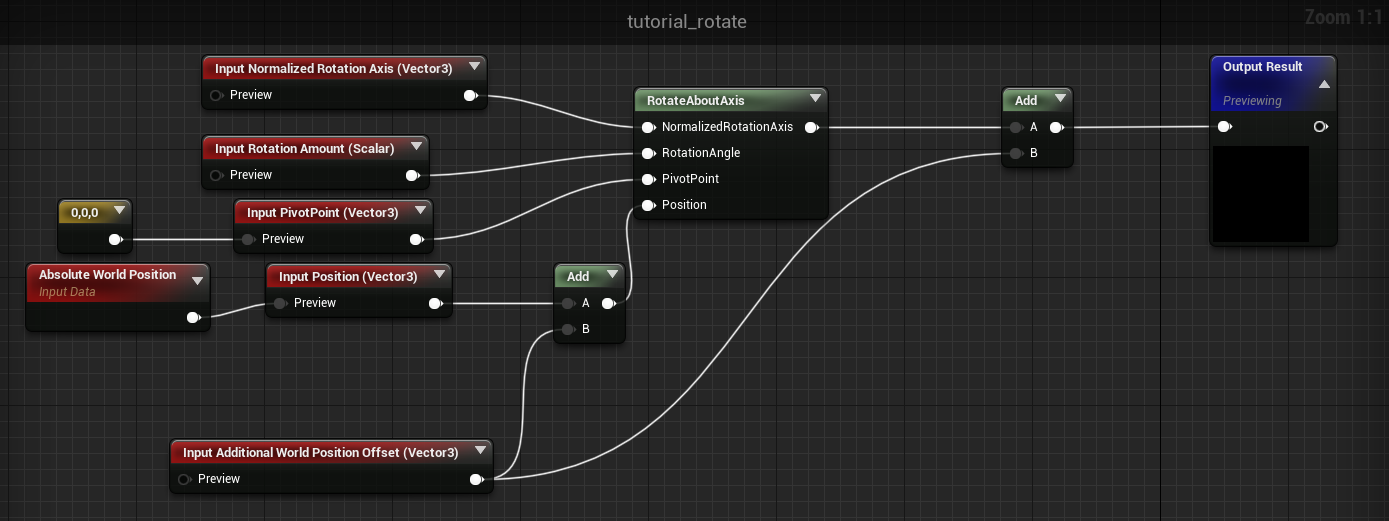 tutorial_rotate
Zoom 1:1
Input Normalized Rotation Axis (Vector3)
Preview
Input Rotation Amount (Scalar)
Preview
0,0,0
Input PivotPoint (Vector3)
Preview
Absolute World Position
Input Data
Input Position (Vector3)
Preview
Add
A
B
Input Additional World Position Offset (Vector3)
Preview
RotateAboutAxis
NormalizedRotationAxis
RotationAngle
PivotPoint
Position
Add
A
B
Output Result
Previewing